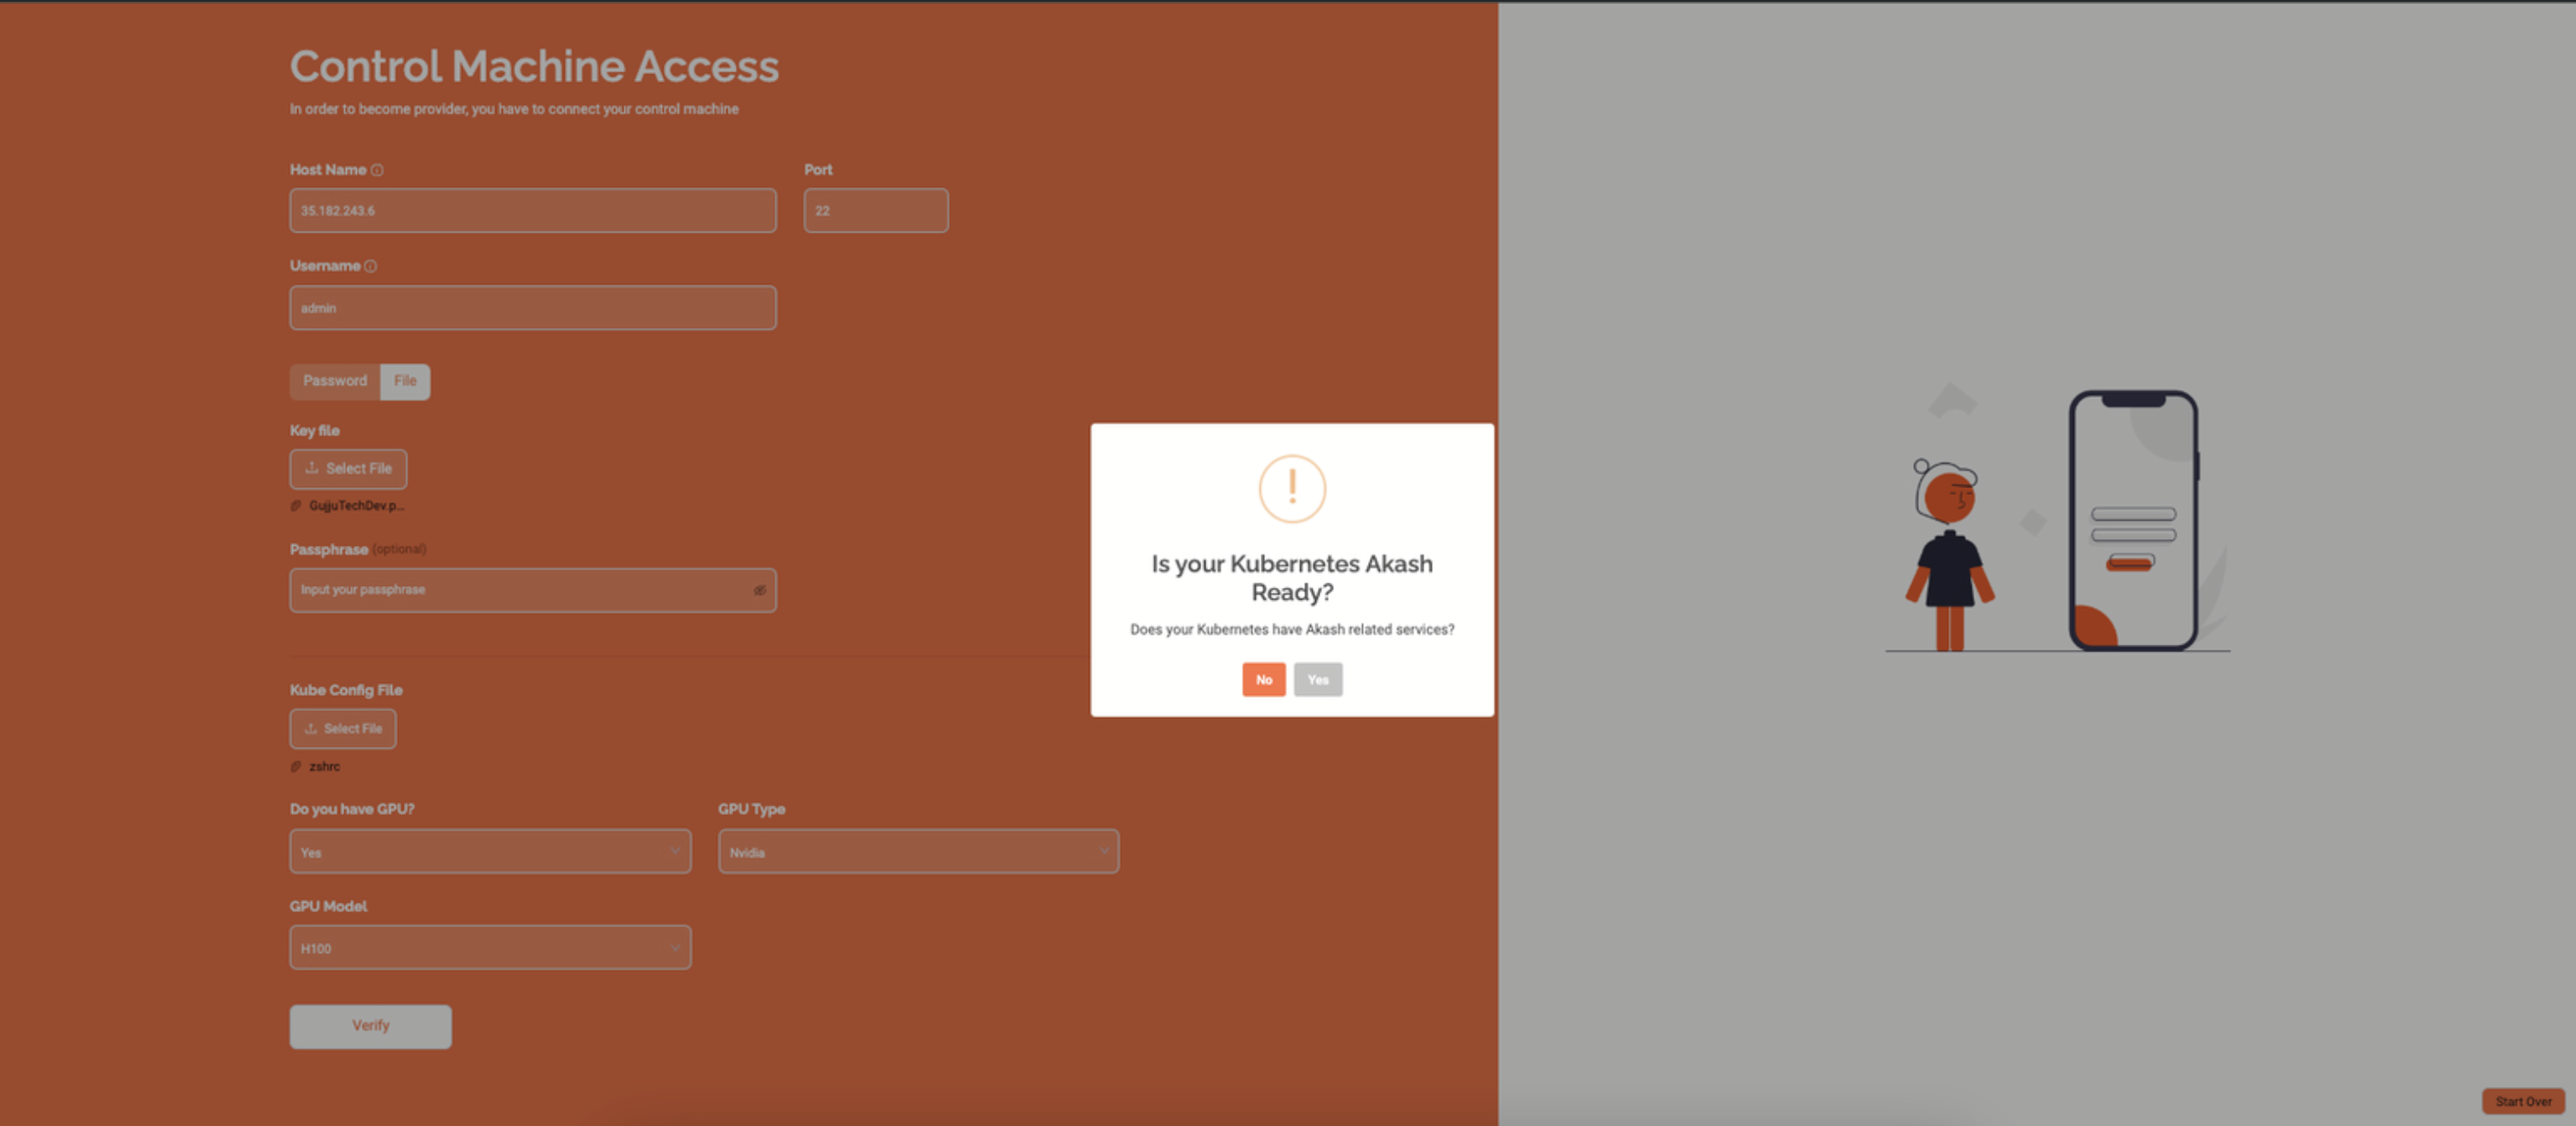 Control Machine Access
In order to become provider, you have to connect your control machine
Host Name
Port
35.182.243.6
22
Username
admin
Password
File
Key file
Select File
GujjuTechDev.p...
Passphrase (optional)
Input your passphrase
Kube Config File
Select File
zshrc
Do you have GPU?
GPU Type
Yes
Nvidia
GPU Model
H100
Verify
!
Is your Kubernetes Akash
Ready?
Does your Kubernetes have Akash related services?
No
Yes
Start Over